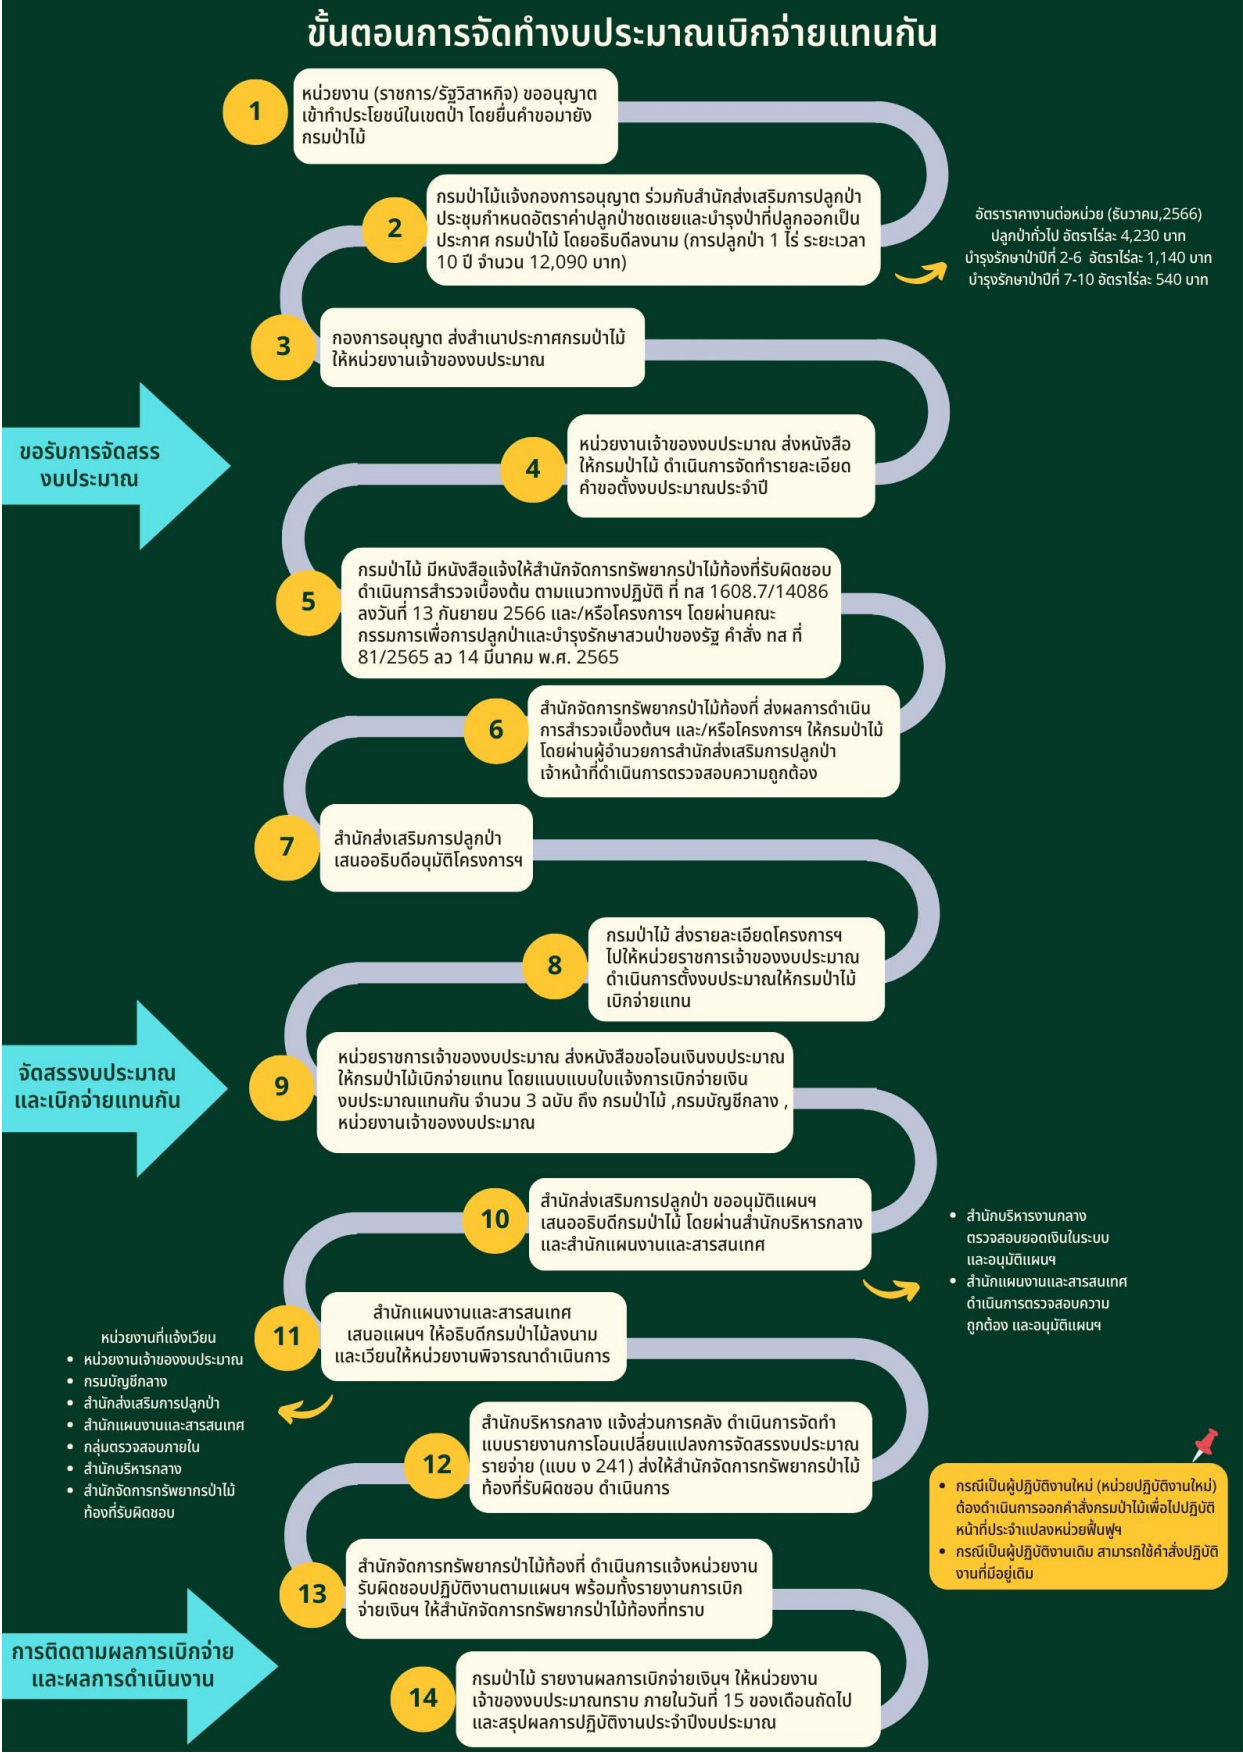 ขั้นตอนการจัดทำงบประมาณเบิกจ่ายแทนกัน
1
หน่วยงาน (ราชการ/รัฐวิสาหกิจ) ขออนุญาต
เข้าทำประโยชน์ในเขตป่า โดยยื่นคำขอมายัง
กรมป่าไม้
2
กรมป่าไม้แจ้งกองการอนุญาต ร่วมกับสำนักส่งเสริมการปลูกป่า
ประชุมกำหนดอัตราค่าปลูกป่าชดเชยและบำรุงป่าที่ปลูกออกเป็น
ประกาศ กรมป่าไม้ โดยอธิบดีลงนาม (การปลูกป่า 1 ไร่ ระยะเวลา
10 ปี จำนวน 12,090 บาท)
อัตราราคางานต่อหน่วย (ธันวาคม,2566)
ปลูกป่าทั่วไป อัตราไร่ละ 4,230 บาท
บำรุงรักษาป่าปีที่ 2-6 อัตราไร่ละ 1,140 บาท
บำรุงรักษาป่าปีที่ 7-10 อัตราไร่ละ 540 บาท
3
กองการอนุญาต ส่งสำเนาประกาศกรมป่าไม้
ให้หน่วยงานเจ้าของงบประมาณ
ขอรับการจัดสรร
งบประมาณ
4
หน่วยงานเจ้าของงบประมาณ ส่งหนังสือ
ให้กรมป่าไม้ ดำเนินการจัดทำรายละเอียด
คำขอตั้งงบประมาณประจำปี
5
กรมป่าไม้ มีหนังสือแจ้งให้สำนักจัดการทรัพยากรป่าไม้ท้องที่รับผิดชอบ
ดำเนินการสำรวจเบื้องต้น ตามแนวทางปฏิบัติ ที่ ทส 1608.7/14086
ลงวันที่ 13 กันยายน 2566 และ/หรือโครงการฯ โดยผ่านคณะ
กรรมการเพื่อการปลูกป่าและบำรุงรักษาสวนป่าของรัฐ คำสั่ง ทส ที่
81/2565 ลว 14 มีนาคม พ.ศ. 2565
6
สำนักจัดการทรัพยากรป่าไม้ท้องที่ ส่งผลการดำเนิน
การสำรวจเบื้องต้นฯ และ/หรือโครงการฯ ให้กรมป่าไม้
โดยผ่านผู้อำนวยการสำนักส่งเสริมการปลูกป่า
เจ้าหน้าที่ดำเนินการตรวจสอบความถูกต้อง
7
สำนักส่งเสริมการปลูกป่า
เสนออธิบดีอนุมัติโครงการฯ
8
กรมป่าไม้ ส่งรายละเอียดโครงการฯ
ไปให้หน่วยราชการเจ้าของงบประมาณ
ดำเนินการตั้งงบประมาณให้กรมป่าไม้
เบิกจ่ายแทน
จัดสรรงบประมาณ
และเบิกจ่ายแทนกัน
9
หน่วยราชการเจ้าของงบประมาณ ส่งหนังสือขอโอนเงินงบประมาณ
ให้กรมป่าไม้เบิกจ่ายแทน โดยแนบแบบใบแจ้งการเบิกจ่ายเงิน
งบประมาณแทนกัน จำนวน 3 ฉบับ ถึง กรมป่าไม้ ,กรมบัญชีกลาง ,
หน่วยงานเจ้าของงบประมาณ
10
สำนักส่งเสริมการปลูกป่า ขออนุมัติแผนฯ
เสนออธิบดีกรมป่าไม้ โดยผ่านสำนักบริหารกลาง
และสำนักแผนงานและสารสนเทศ
• สำนักบริหารงานกลาง
ตรวจสอบยอดเงินในระบบ
และอนุมัติแผนฯ
• สำนักแผนงานและสารสนเทศ
ดำเนินการตรวจสอบความ
ถูกต้อง และอนุมัติแผนฯ
11
สำนักแผนงานและสารสนเทศ
เสนอแผนฯ ให้อธิบดีกรมป่าไม้ลงนาม
และเวียนให้หน่วยงานพิจารณาดำเนินการ
หน่วยงานที่แจ้งเวียน
• หน่วยงานเจ้าของงบประมาณ
• กรมบัญชีกลาง
• สำนักส่งเสริมการปลูกป่า
• สำนักแผนงานและสารสนเทศ
• กลุ่มตรวจสอบภายใน
• สำนักบริหารกลาง
• สำนักจัดการทรัพยากรป่าไม้
ท้องที่รับผิดชอบ
12
สำนักบริหารกลาง แจ้งส่วนการคลัง ดำเนินการจัดทำ
แบบรายงานการโอนเปลี่ยนแปลงการจัดสรรงบประมาณ
รายจ่าย (แบบ ง 241) ส่งให้สำนักจัดการทรัพยากรป่าไม้
ท้องที่รับผิดชอบ ดำเนินการ
• กรณีเป็นผู้ปฏิบัติงานใหม่ (หน่วยปฏิบัติงานใหม่)
ต้องดำเนินการออกคำสั่งกรมป่าไม้เพื่อไปปฏิบัติ
หน้าที่ประจำแปลงหน่วยฟื้นฟูฯ
• กรณีเป็นผู้ปฏิบัติงานเดิม สามารถใช้คำสั่งปฏิบัติ
งานที่มีอยู่เดิม
13
สำนักจัดการทรัพยากรป่าไม้ท้องที่ ดำเนินการแจ้งหน่วยงาน
รับผิดชอบปฏิบัติงานตามแผนฯ พร้อมทั้งรายงานการเบิก
จ่ายเงินฯ ให้สำนักจัดการทรัพยากรป่าไม้ท้องที่ทราบ
การติดตามผลการเบิกจ่าย
และผลการดำเนินงาน
14
กรมป่าไม้ รายงานผลการเบิกจ่ายเงินฯ ให้หน่วยงาน
เจ้าของงบประมาณทราบ ภายในวันที่ 15 ของเดือนถัดไป
และสรุปผลการปฏิบัติงานประจำปีงบประมาณ